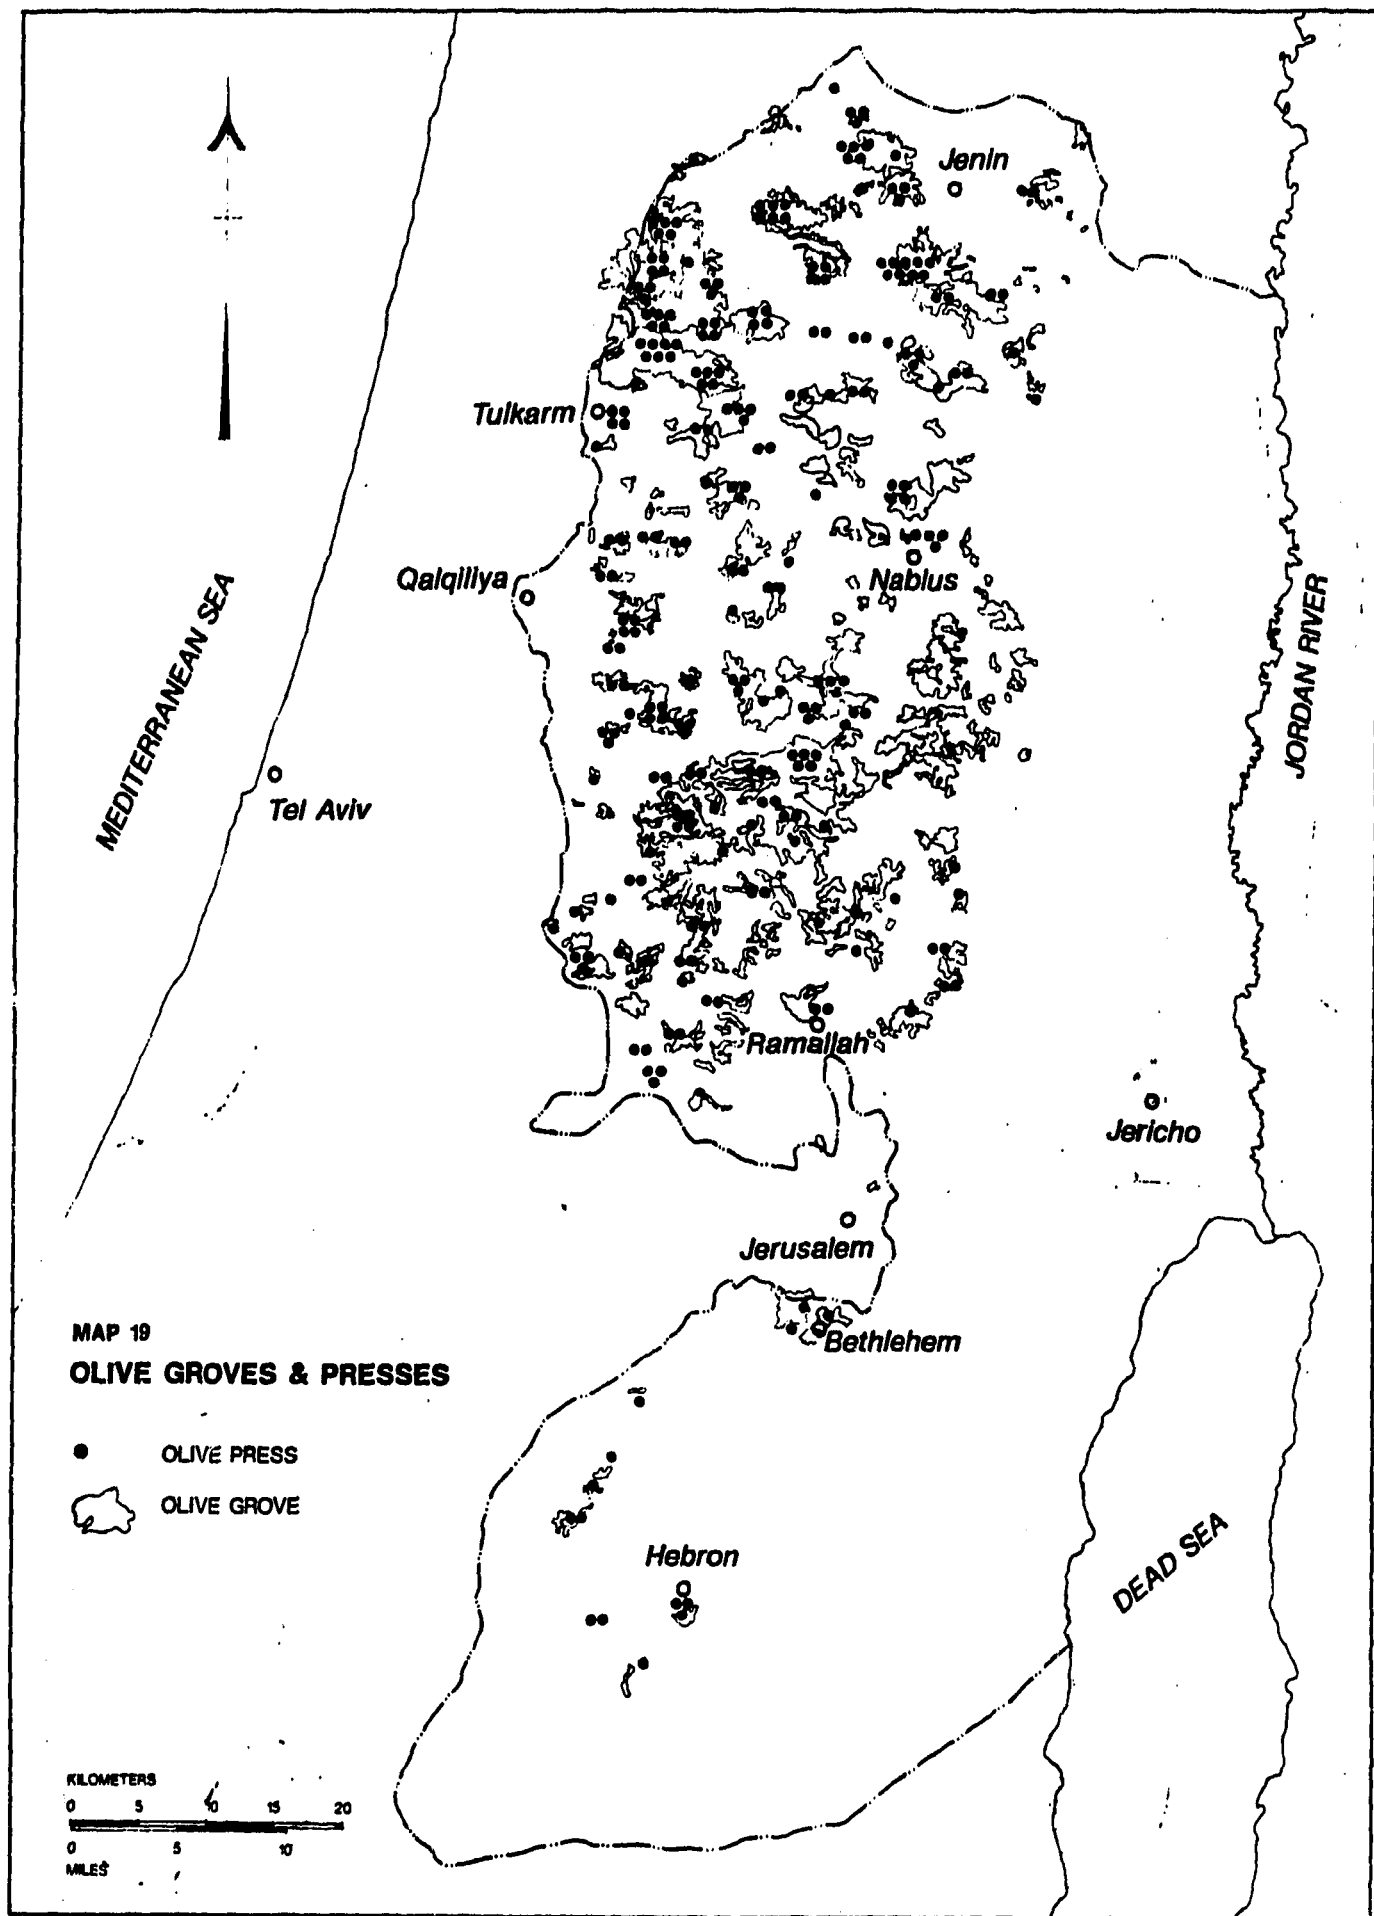 Jenin
Tulkarm
Qalqiliya
Nablus
MEDITERRANEAN SEA
JORDAN RIVER
Tel Aviv
Ramallah
Jericho
Jerusalem
Bethlehem
MAP 19
OLIVE GROVES & PRESSES
OLIVE PRESS
OLIVE GROVE
Hebron
DEAD SEA
KILOMETERS
0 5 10 15 20
0 5 10
MILES